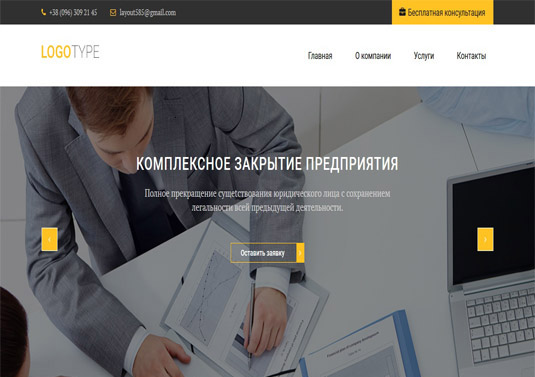 +38 (096) 309 21 45 layout585@gmail.com Бесплатная консультация
LOGOTYPE
Главная О компании Услуги Контакты
КОМПЛЕКСНОЕ ЗАКРЫТИЕ ПРЕДПРИЯТИЯ
Полное прекращение существования юридического лица с сохранением
легальности всей предыдущей деятельности.
Оставить заявку